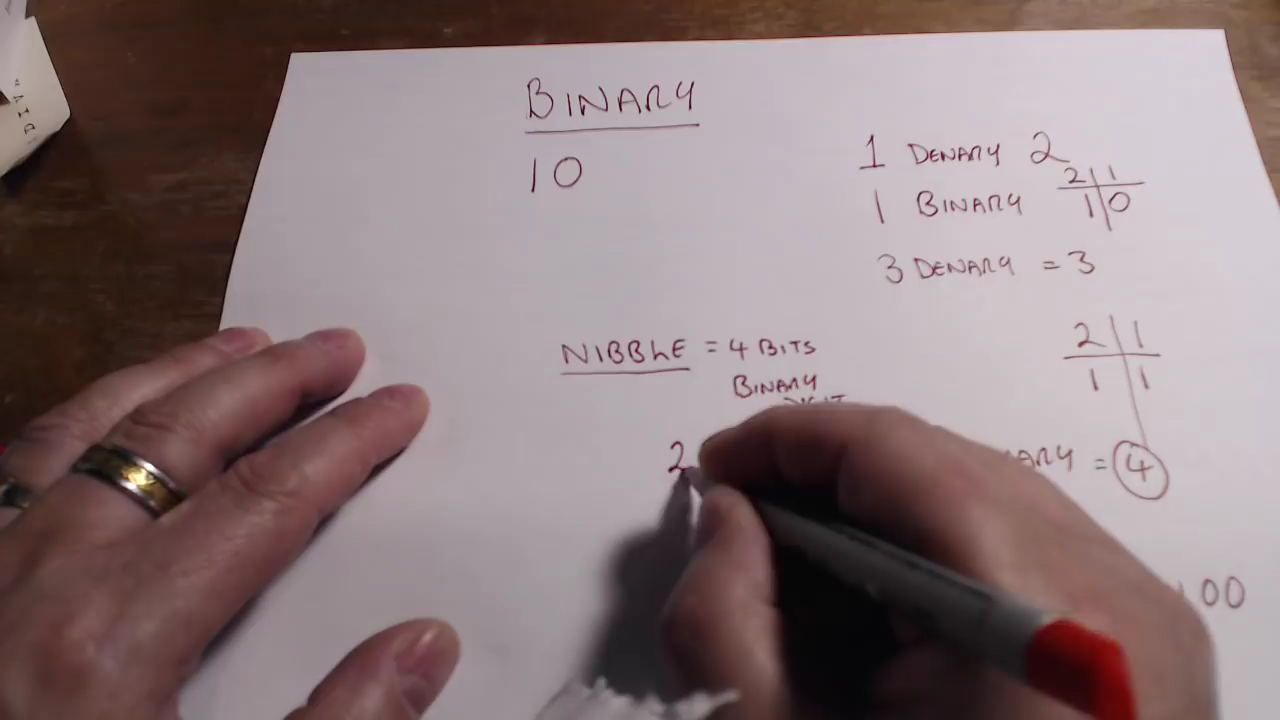 BINARY
10
1 DENARY 2
2 1
1 BINARY 1 0
3 DENARY = 3
2 1
1 1
NIBBLE = 4 BITS
BINARY
2
= 4
00